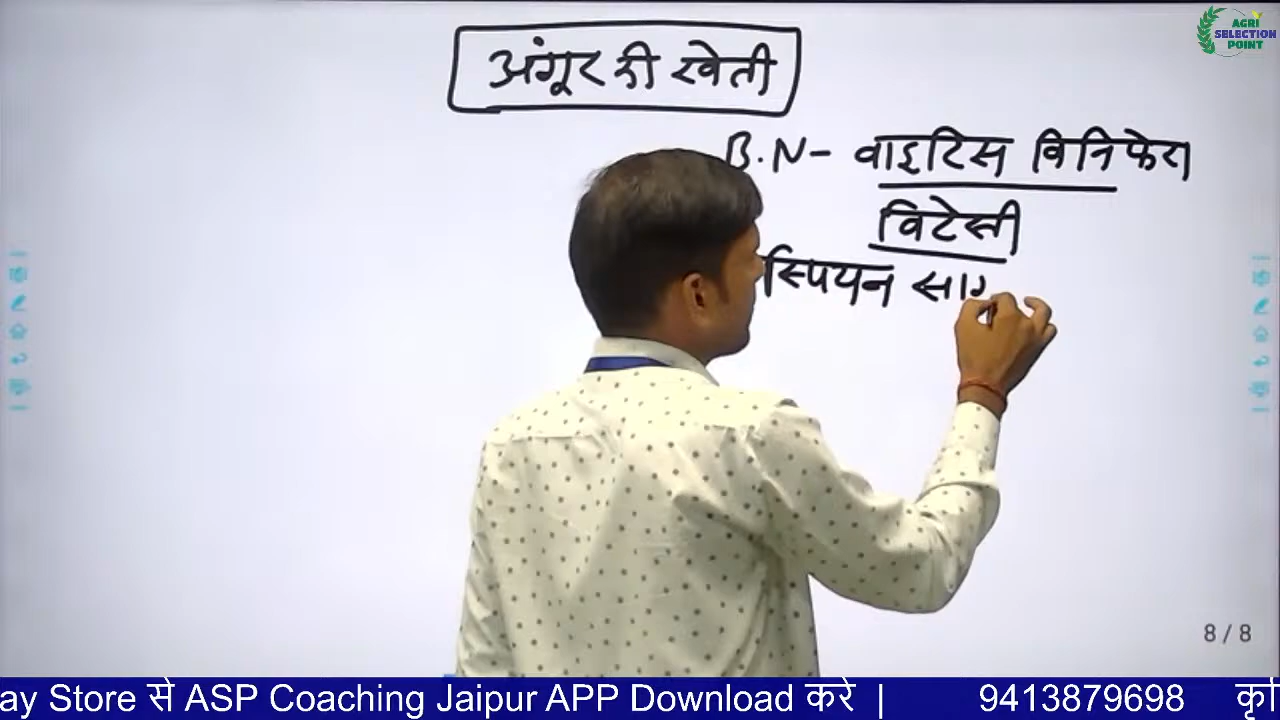 AGRI
SELECTION
POINT
अंगूर की खेती
B.N- वाइटिस विनिफेरा
विटेसी
स्पियन सा
8 / 8
ay Store से ASP Coaching Jaipur APP Download करे | 9413879698 कृ